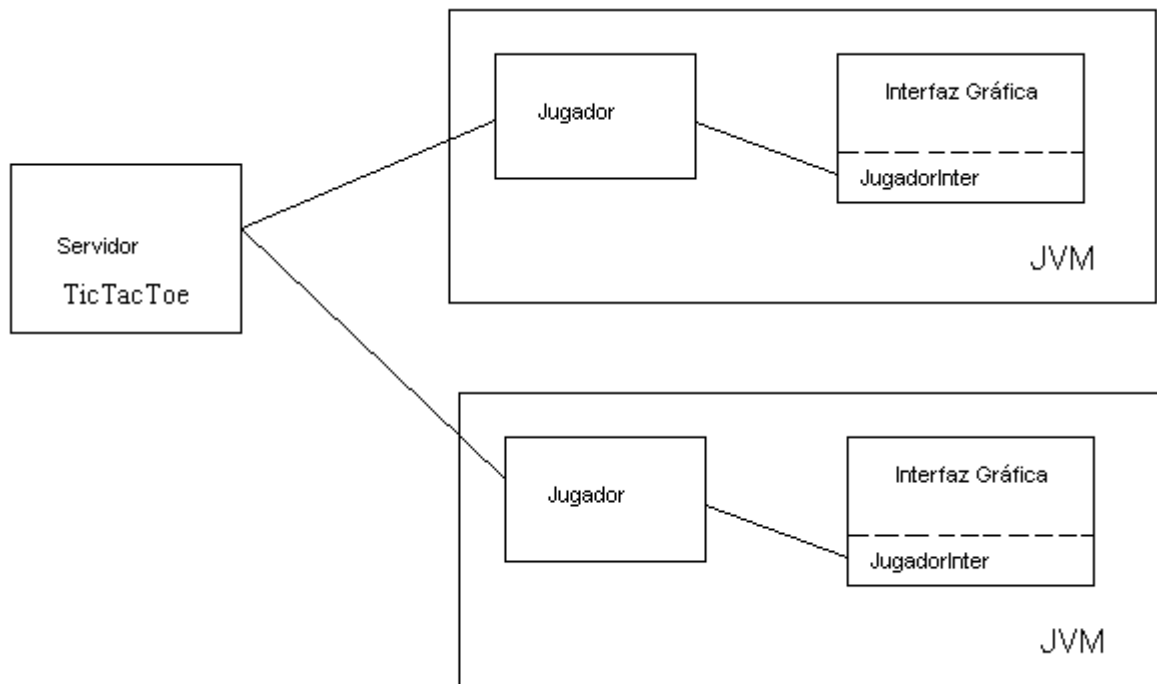 Jugador
Interfaz Gráfica
JugadorInter
JVM
Servidor
TicTacToe
Jugador
Interfaz Gráfica
JugadorInter
JVM